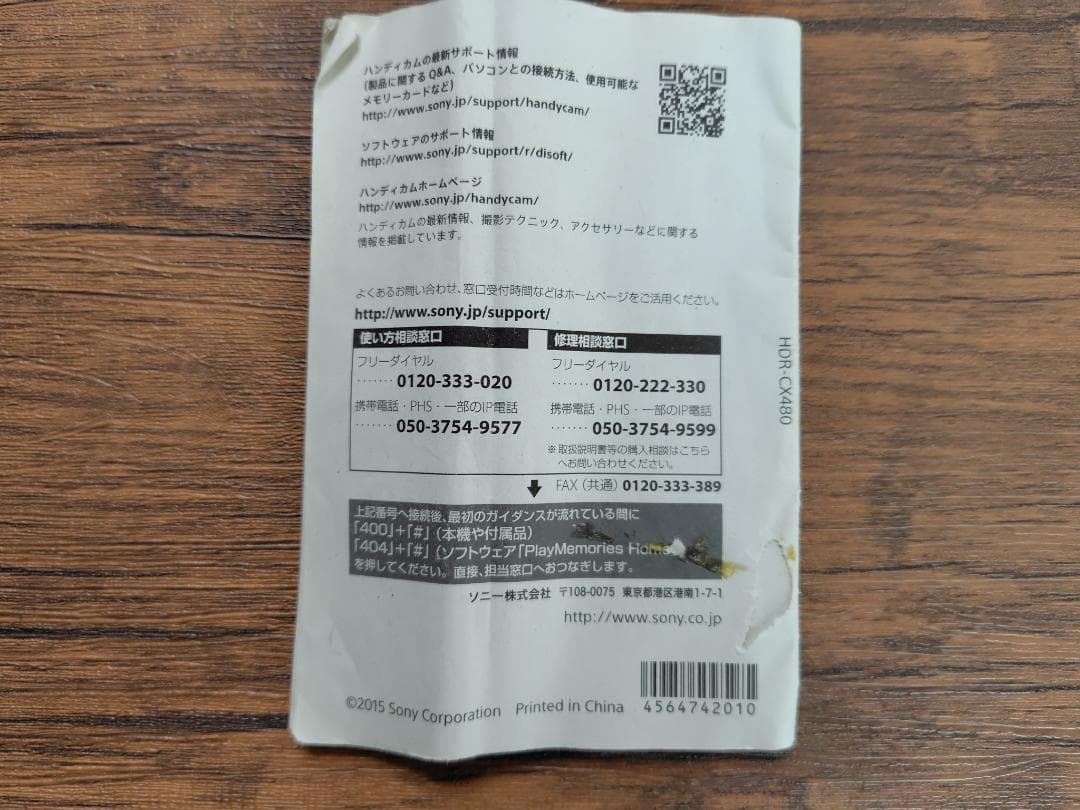 ハンディカムの最新サポート情報
(製品に関するQ&A、パソコンとの接続方法、使用可能な
メモリーカードなど)
http://www.sony.jp/support/handycam/
ソフトウェアのサポート情報
http://www.sony.jp/support/r/disoft/
ハンディカムホームページ
http://www.sony.jp/handycam/
ハンディカムの最新情報、撮影テクニック、アクセサリーなどに関する
情報を掲載しています。
よくあるお問い合わせ、窓口受付時間などはホームページをご活用ください。
http://www.sony.jp/support/
使い方相談窓口
フリーダイヤル
‥‥‥ 0120-333-020
携帯電話・PHS・一部のIP電話
‥‥‥ 050-3754-9577
修理相談窓口
フリーダイヤル
‥‥‥ 0120-222-330
携帯電話・PHS・一部のIP電話
‥‥‥ 050-3754-9599
※取扱説明書等の購入相談はこちら
へお問い合わせください。
FAX(共通) 0120-333-389
上記番号へ接続後、最初のガイダンスが流れている間に
「400」+「#」(本機や付属品)
「404」+「#」(ソフトウェア「PlayMemories Home
を押してください。直接、担当窓口へおつなぎします。
ソニー株式会社 〒108-0075 東京都港区港南1-7-1
http://www.sony.co.jp
HDR-CX480
©2015 Sony Corporation Printed in China
4564742010